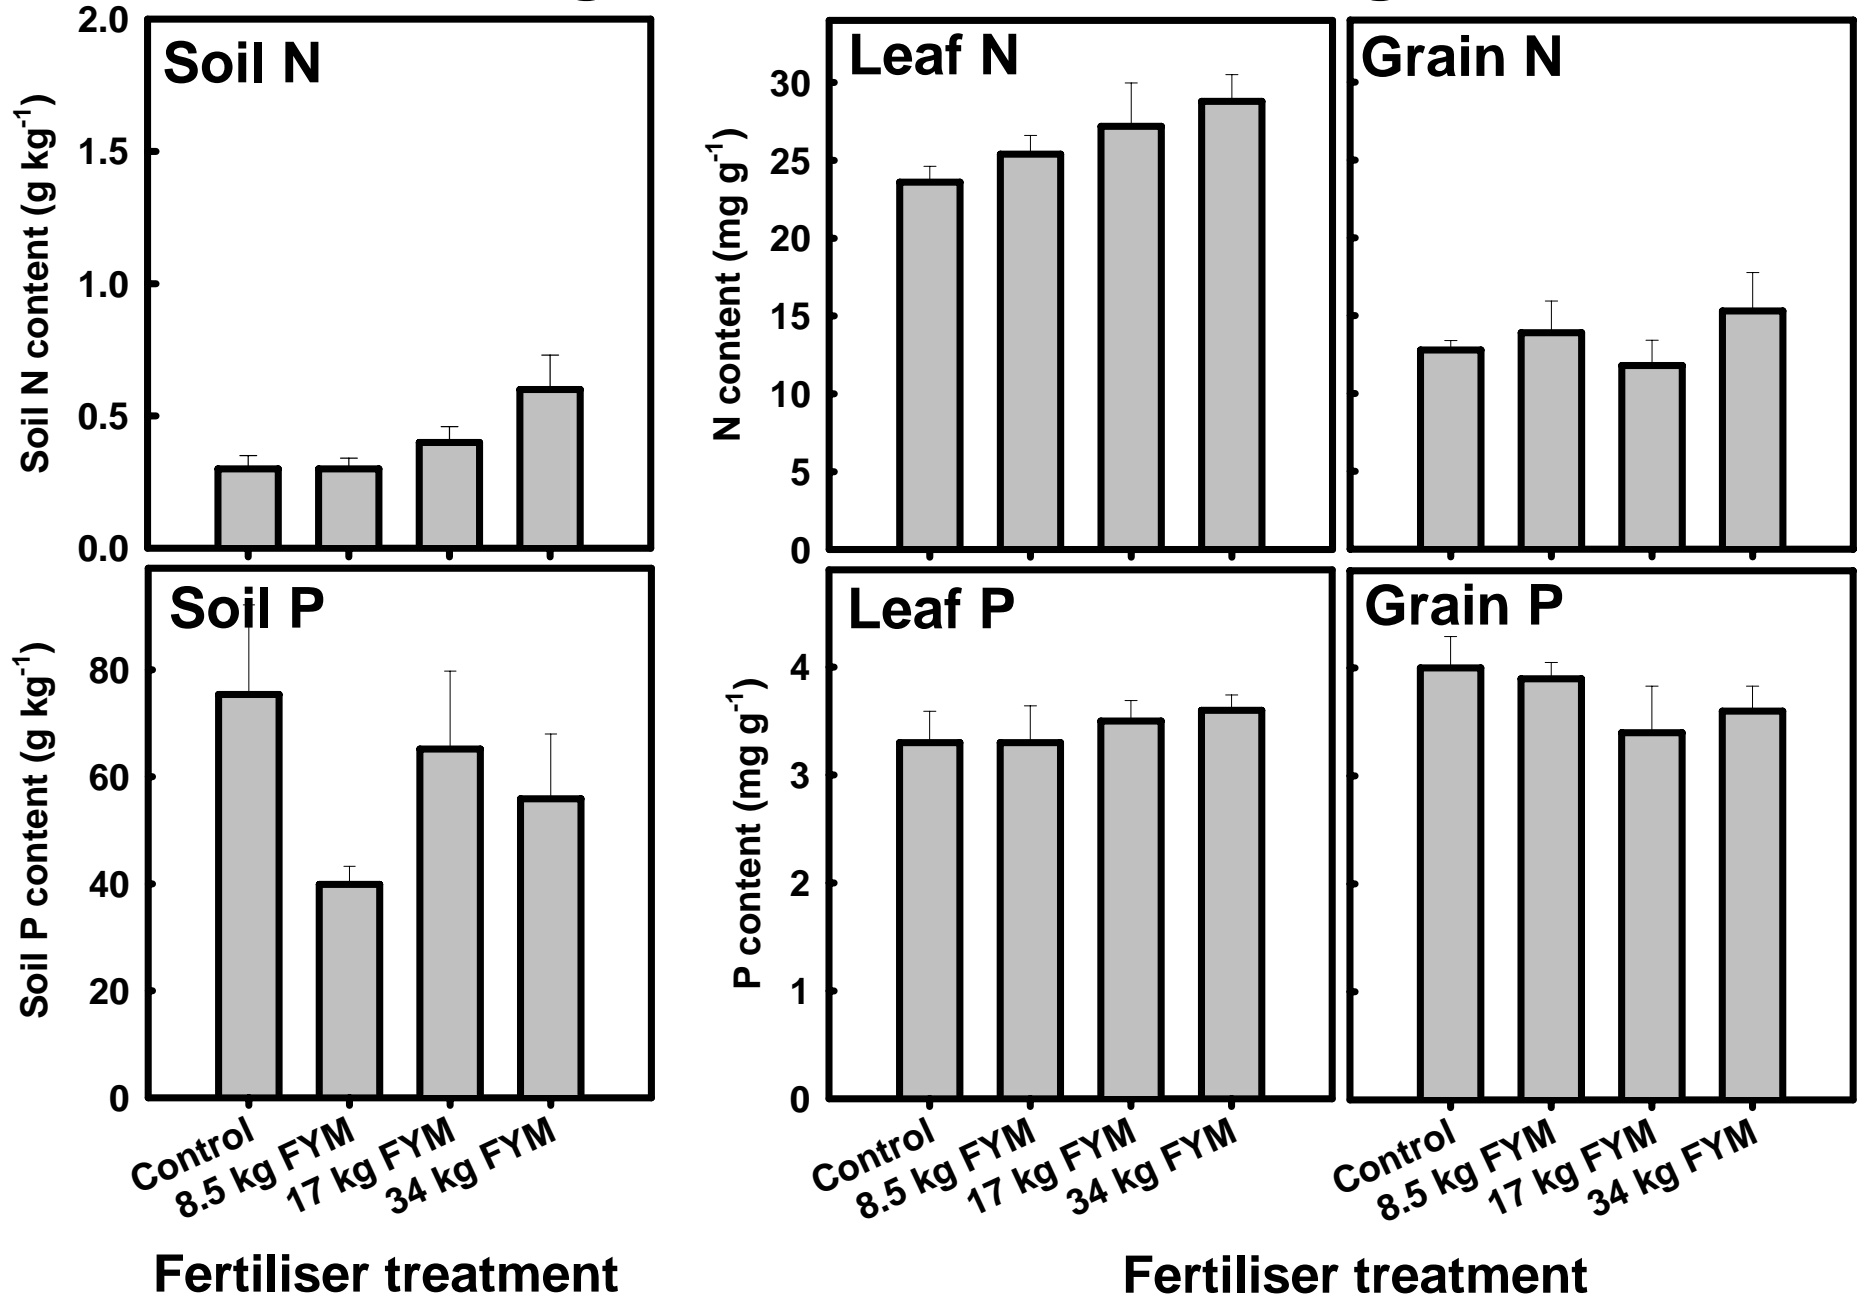 Soil N
Soil N content (g kg-1)
2.0
1.5
1.0
0.5
0.0
Leaf N
N content (mg g-1)
30
25
20
15
10
5
0
Grain N
Soil P
Soil P content (g kg-1)
80
60
40
20
0
Control
8.5 kg FYM
17 kg FYM
34 kg FYM
Fertiliser treatment
Leaf P
P content (mg g-1)
4
3
2
1
0
Control
8.5 kg FYM
17 kg FYM
34 kg FYM
Grain P
Control
8.5 kg FYM
17 kg FYM
34 kg FYM
Fertiliser treatment